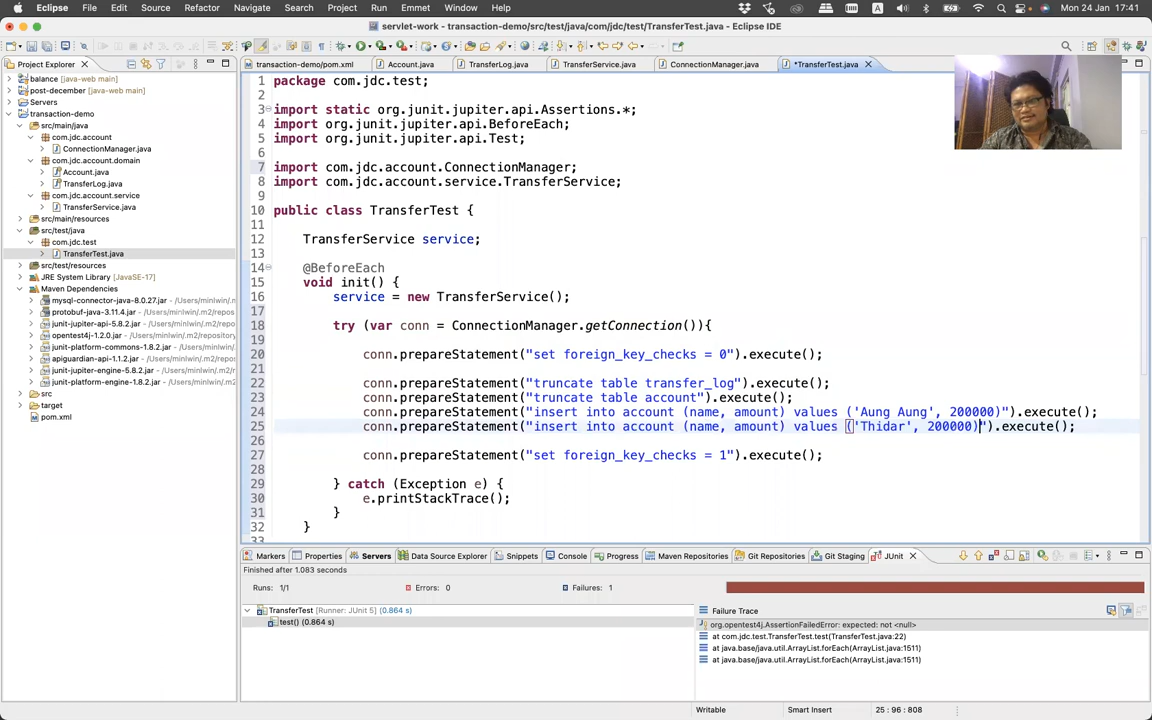 Eclipse File Edit Source Refactor Navigate Search Project Run Emmet Window Help A Mon 24 Jan 17:41
servlet-work - transaction-demo/src/test/java/com/jdc/test/TransferTest.java - Eclipse IDE
Project Explorer
transaction-demo/pom.xml Account.java TransferLog.java TransferService.java ConnectionManager.java *TransferTest.java
balance (java-web main)
post-december (java-web main)
Servers
transaction-demo
src/main/java
com.jdc.account
ConnectionManager.java
com.jdc.account.domain
Account.java
TransferLog.java
com.jdc.account.service
TransferService.java
src/main/resources
src/test/java
com.jdc.test
TransferTest.java
src/test/resources
JRE System Library [JavaSE-17]
Maven Dependencies
mysql-connector-java-8.0.27.jar - /Users/minlwin/.
protobuf-java-3.11.4.jar - /Users/minlwin/.m2/repos
junit-jupiter-api-5.8.2.jar - /Users/minlwin/.m2/rep
opentest4j-1.2.0.jar - /Users/minlwin/.m2/repository
junit-platform-commons-1.8.2.jar - /Users/minlwin/.
apiguardian-api-1.1.2.jar - /Users/minlwin/.m2/repo
junit-jupiter-engine-5.8.2.jar - /Users/minlwin/.m2/
junit-platform-engine-1.8.2.jar - /Users/minlwin/.m2
src
target
pom.xml
1 package com.jdc.test;
2
3 import static org.junit.jupiter.api.Assertions.*;
4 import org.junit.jupiter.api.BeforeEach;
5 import org.junit.jupiter.api.Test;
6
7 import com.jdc.account.ConnectionManager;
8 import com.jdc.account.service.TransferService;
9
10 public class TransferTest {
11
12 TransferService service;
13
14 @BeforeEach
15 void init() {
16 service = new TransferService();
17
18 try (var conn = ConnectionManager.getConnection()){
19
20 conn.prepareStatement("set foreign_key_checks = 0").execute();
21
22 conn.prepareStatement("truncate table transfer_log").execute();
23 conn.prepareStatement("truncate table account").execute();
24 conn.prepareStatement("insert into account (name, amount) values ('Aung Aung', 200000)").execute();
25 conn.prepareStatement("insert into account (name, amount) values ('Thidar', 200000)").execute();
26
27 conn.prepareStatement("set foreign_key_checks = 1").execute();
28
29 } catch (Exception e) {
30 e.printStackTrace();
31 }
32 }
33
Markers Properties Servers Data Source Explorer Snippets Console Progress Maven Repositories Git Repositories Git Staging JUnit
Finished after 1.083 seconds
Runs: 1/1 Errors: 0 Failures: 1
TransferTest [Runner: JUnit 5] (0.864 s)
test() (0.864 s)
Failure Trace
org.opentest4j.AssertionFailedError: expected: not <null>
at com.jdc.test.TransferTest.test(TransferTest.java:22)
at java.base/java.util.ArrayList.forEach(ArrayList.java:1511)
at java.base/java.util.ArrayList.forEach(ArrayList.java:1511)
Writable Smart Insert 25 : 96 : 808